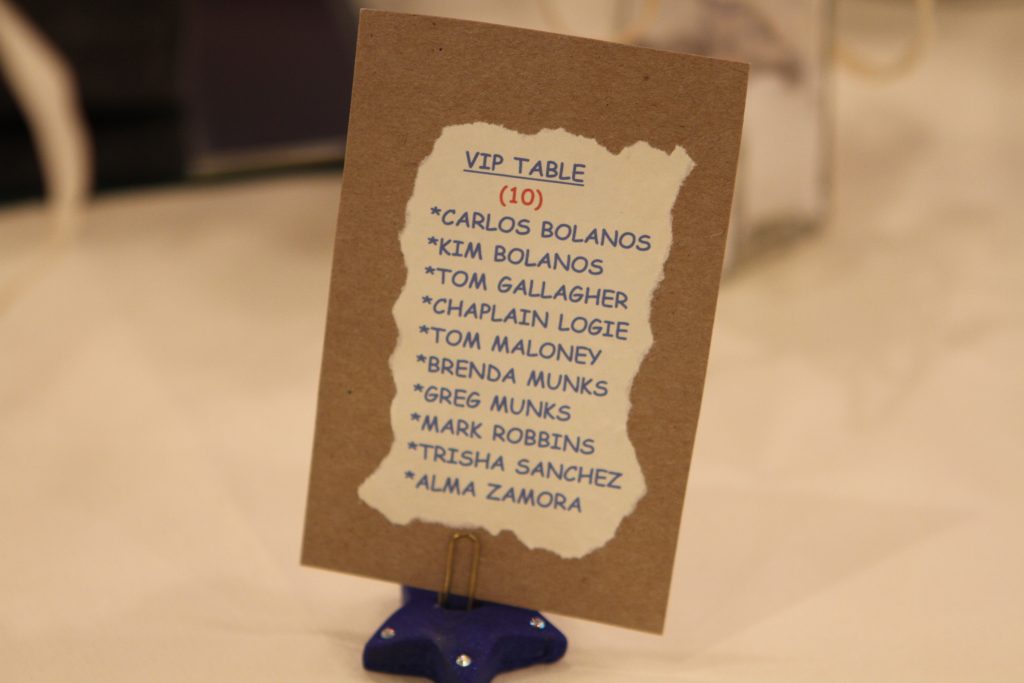 VIP TABLE
(10)
*CARLOS BOLANOS
*KIM BOLANOS
*TOM GALLAGHER
*CHAPLAIN LOGIE
*TOM MALONEY
*BRENDA MUNKS
*GREG MUNKS
*MARK ROBBINS
*TRISHA SANCHEZ
*ALMA ZAMORA